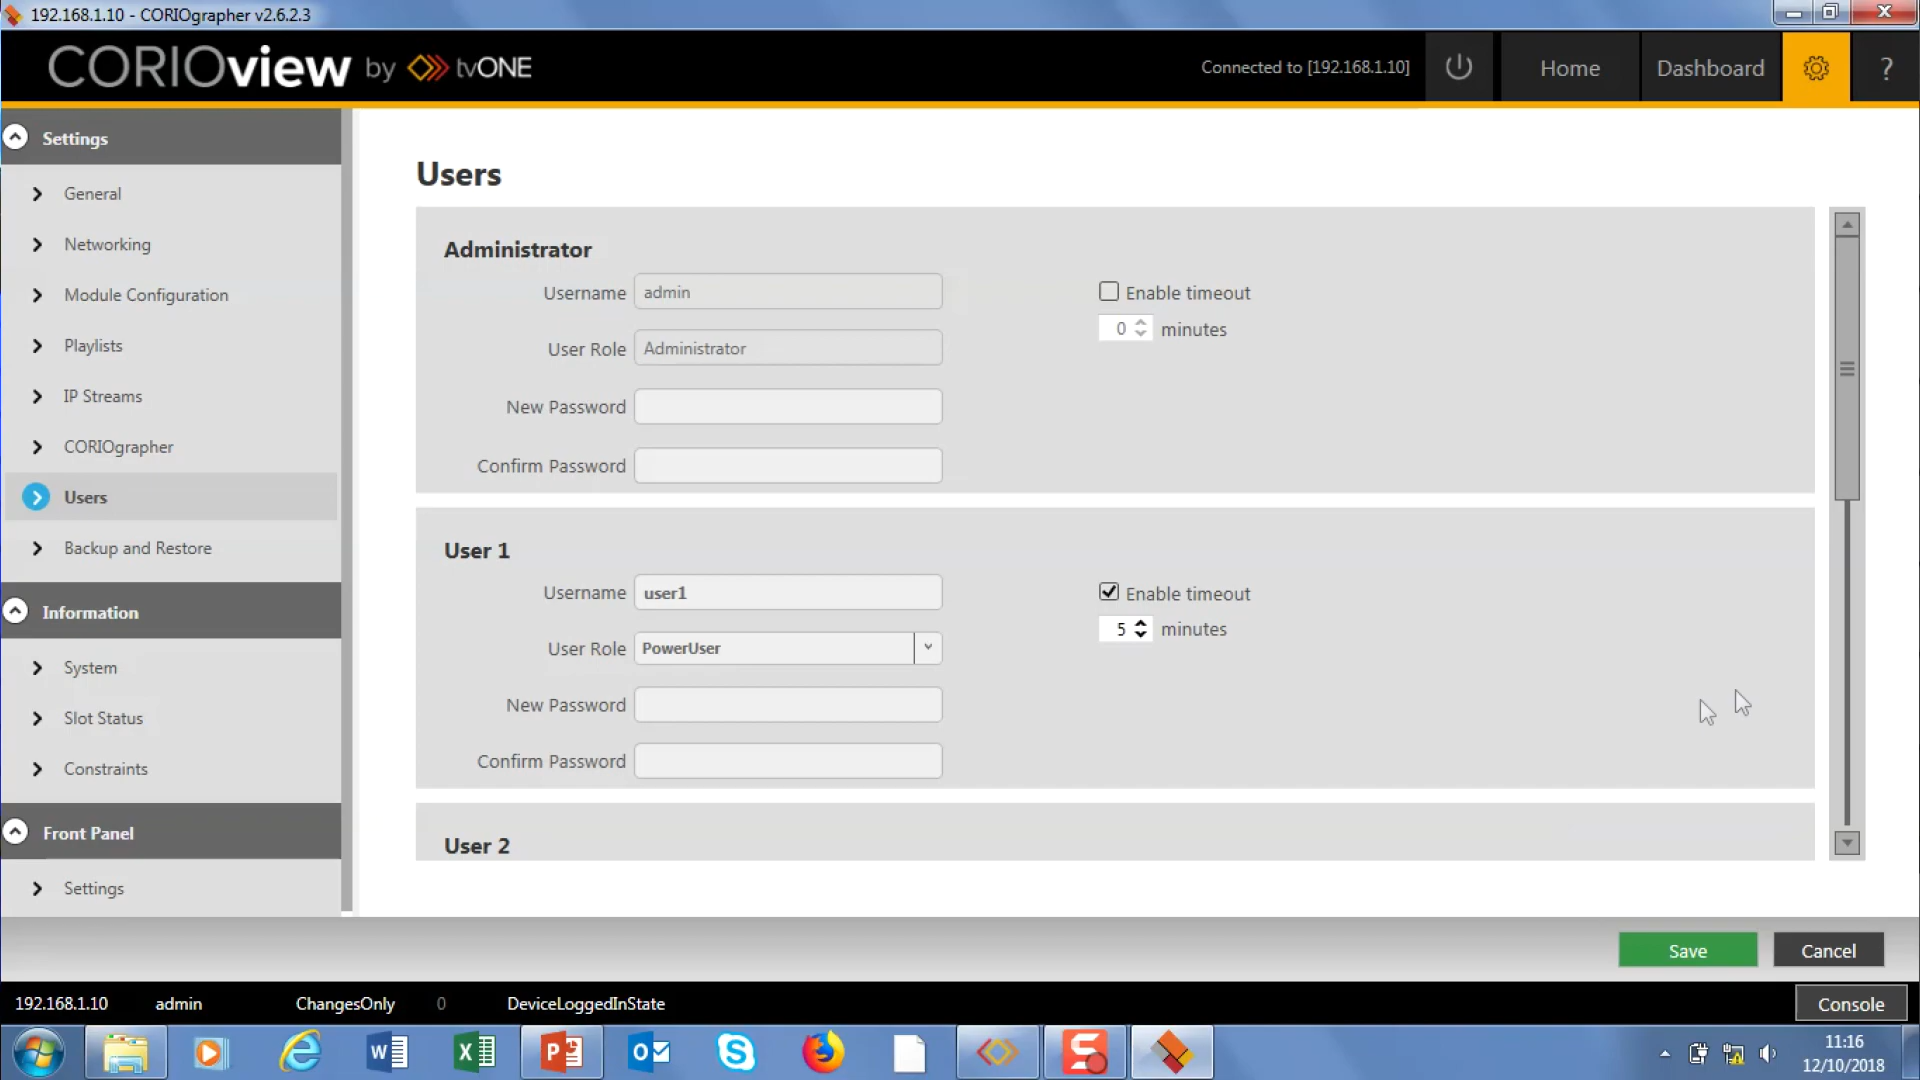 192.168.1.10 - CORIOgrapher v2.6.2.3
CORIOview by tvONE
Connected to [192.168.1.10]
Home
Dashboard
?
Settings
General
Networking
Module Configuration
Playlists
IP Streams
CORIOgrapher
Users
Backup and Restore
Information
System
Slot Status
Constraints
Front Panel
Settings
Users
Administrator
Username admin
Enable timeout
0 minutes
User Role Administrator
New Password
Confirm Password
User 1
Username user1
Enable timeout
5 minutes
User Role PowerUser
New Password
Confirm Password
User 2
Save
Cancel
192.168.1.10 admin ChangesOnly 0 DeviceLoggedInState
Console
11:16
12/10/2018